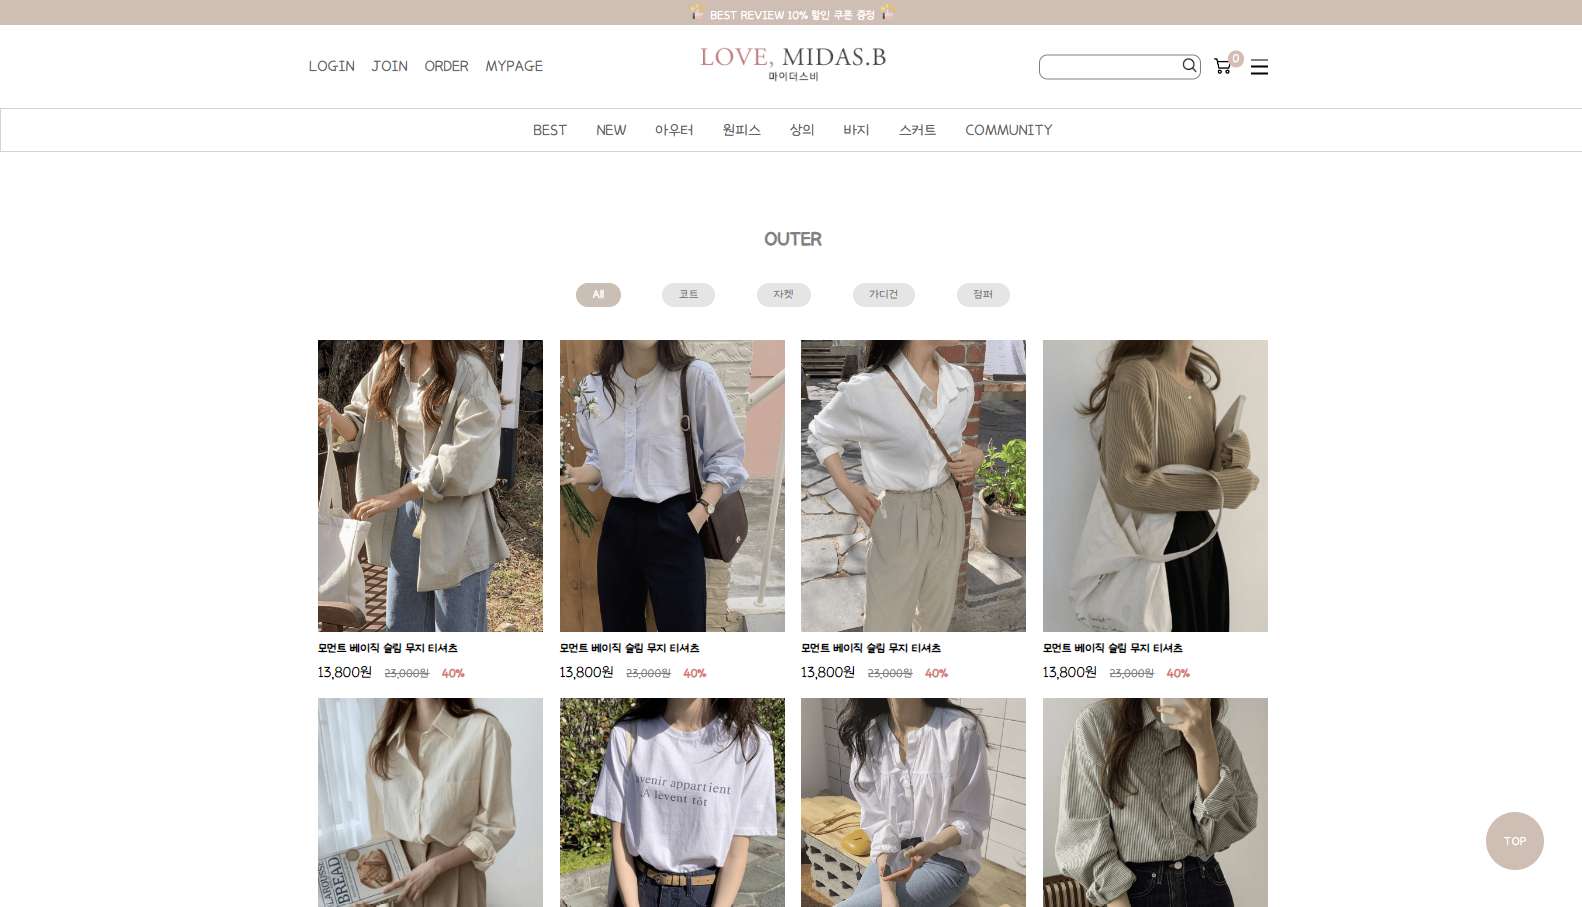 BEST REVIEW 10% 할인 쿠폰 증정
LOGIN JOIN ORDER MYPAGE
LOVE, MIDAS.B
마이더스비
0
BEST NEW 아우터 원피스 상의 바지 스커트 COMMUNITY
OUTER
All 코트 자켓 가디건 점퍼
모먼트 베이직 슬림 무지 티셔츠
13,800원 23,000원 40%
모먼트 베이직 슬림 무지 티셔츠
13,800원 23,000원 40%
모먼트 베이직 슬림 무지 티셔츠
13,800원 23,000원 40%
모먼트 베이직 슬림 무지 티셔츠
13,800원 23,000원 40%
avenir appartient
A lèvent tôt
LAROUSSE
BREAD
TOP